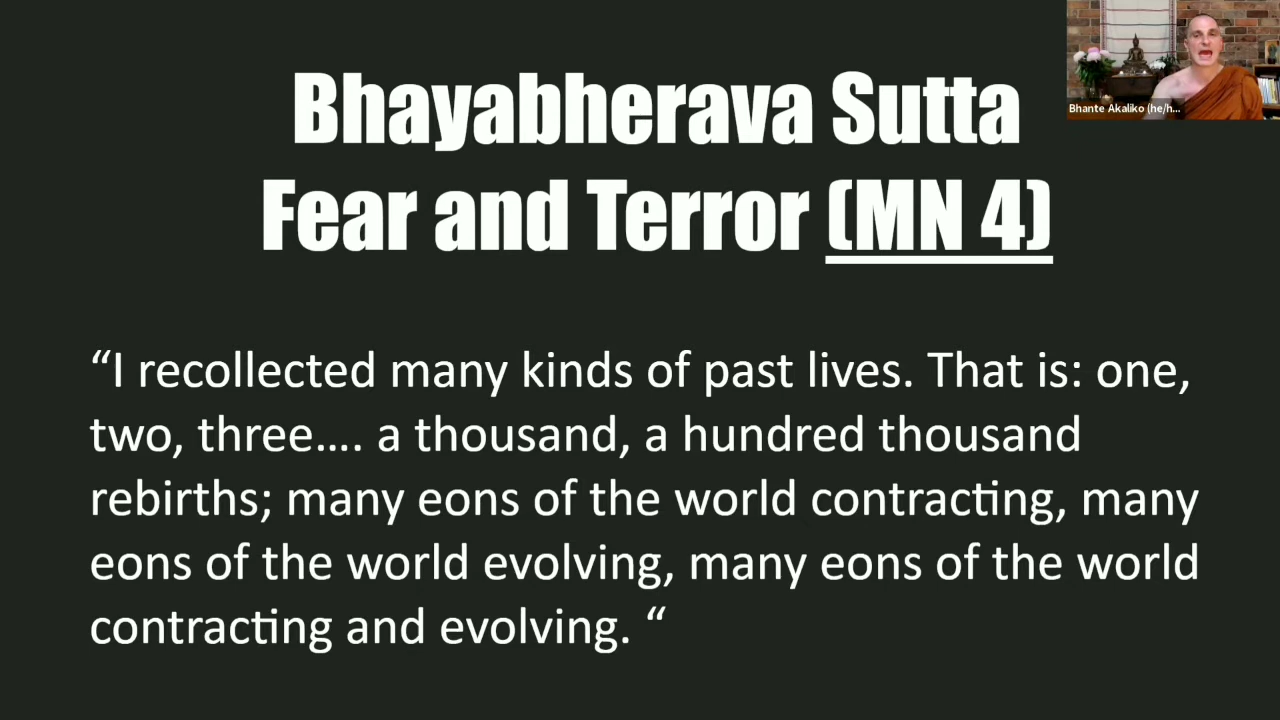 Bhayabherava Sutta
Fear and Terror (MN 4)
“I recollected many kinds of past lives. That is: one,
two, three…. a thousand, a hundred thousand
rebirths; many eons of the world contracting, many
eons of the world evolving, many eons of the world
contracting and evolving. “
Bhante Akaliko (he/h...